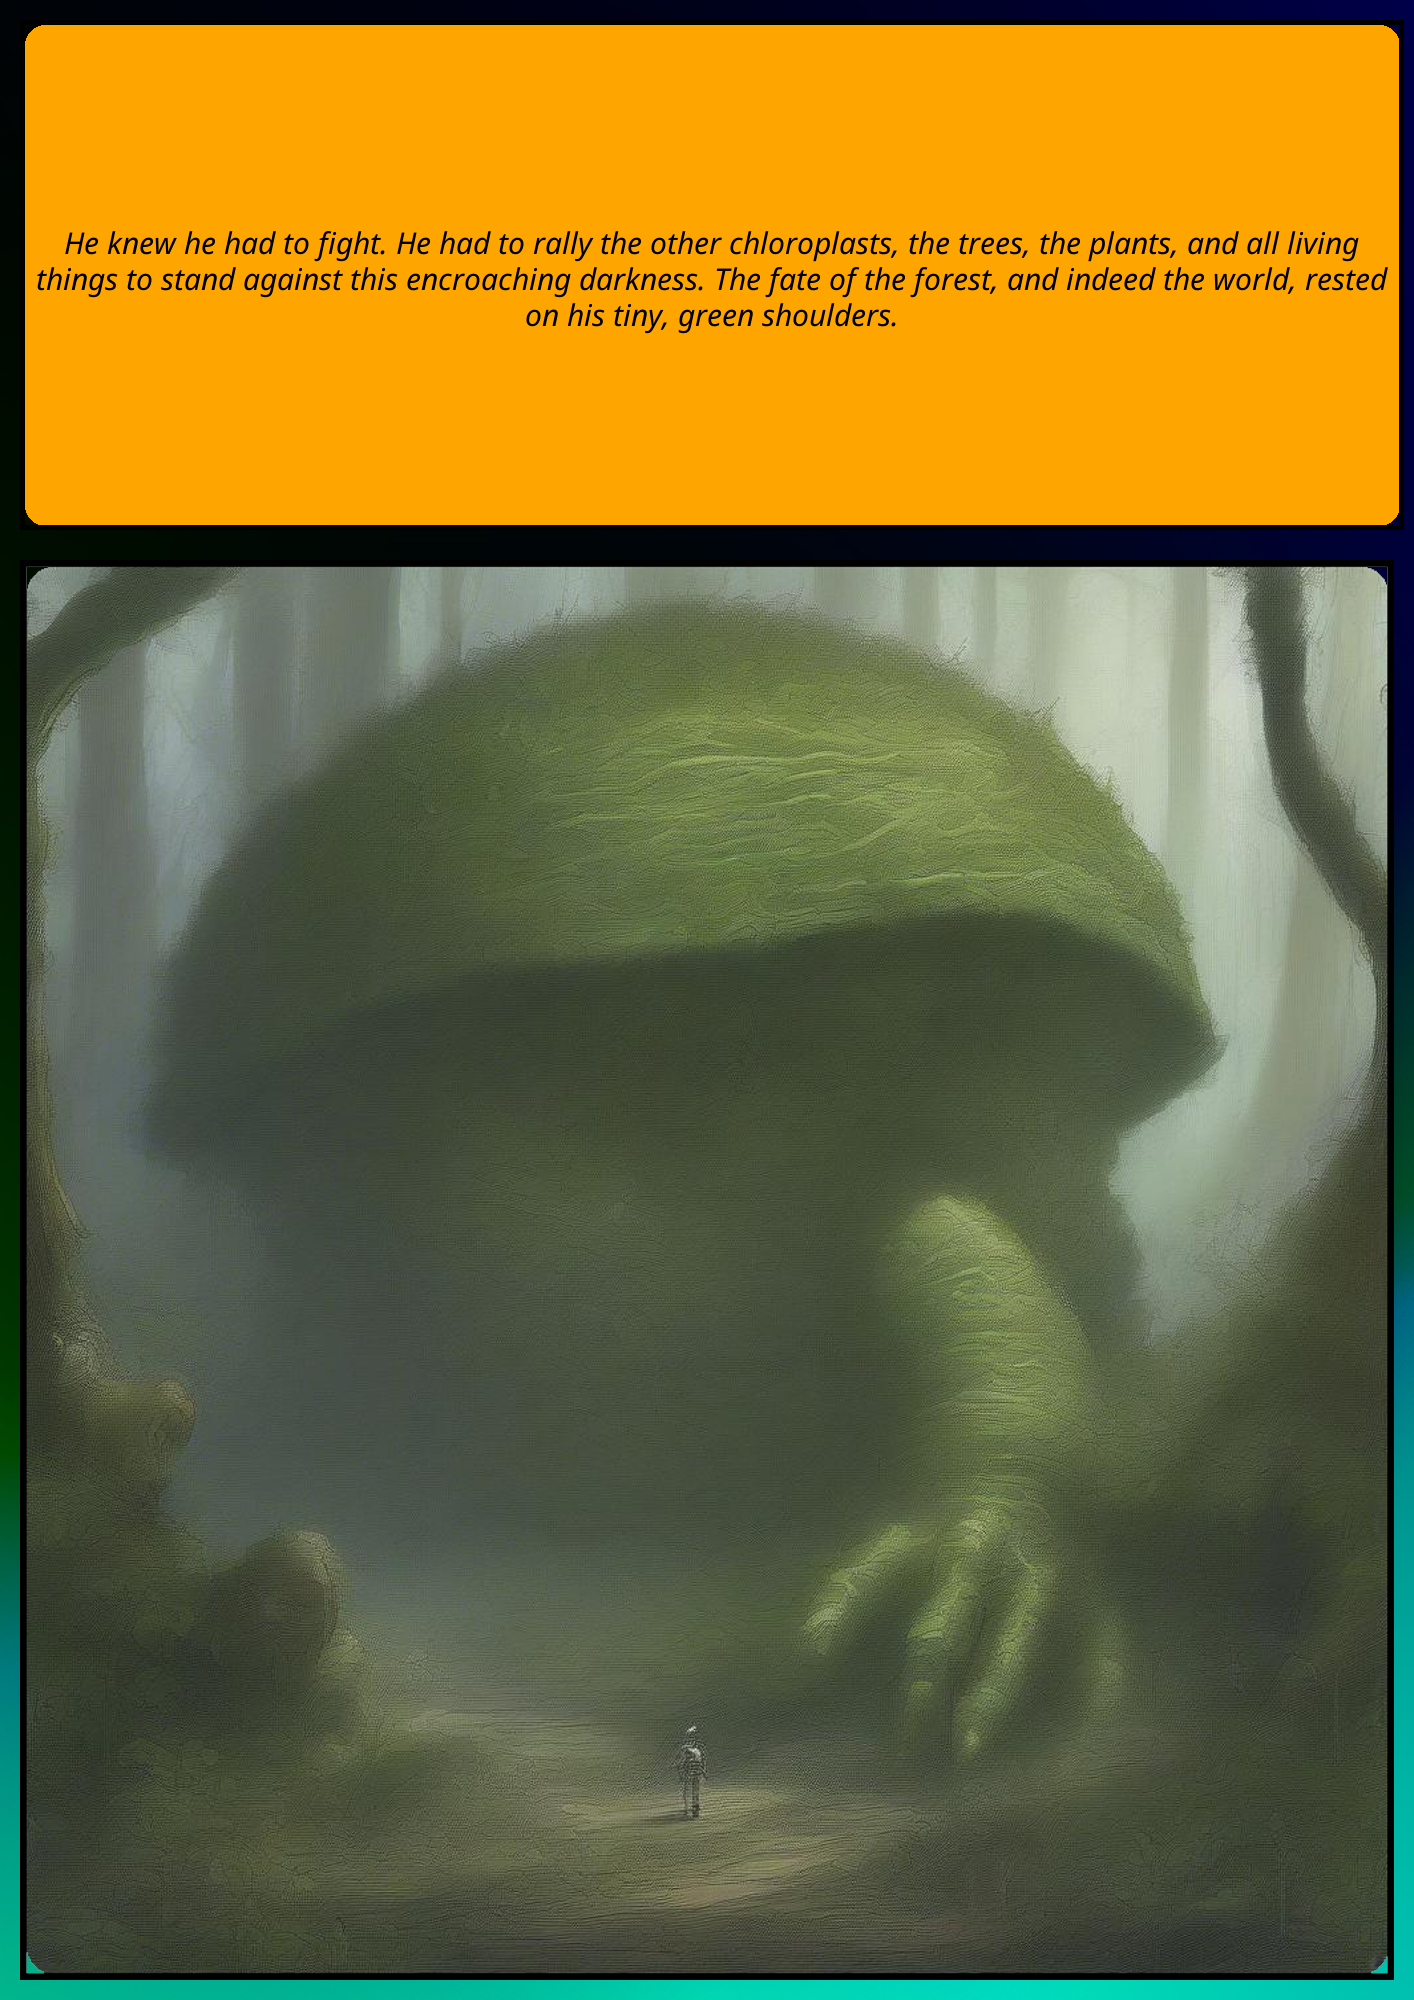 He knew he had to fight. He had to rally the other chloroplasts, the trees, the plants, and all living
things to stand against this encroaching darkness. The fate of the forest, and indeed the world, rested
on his tiny, green shoulders.